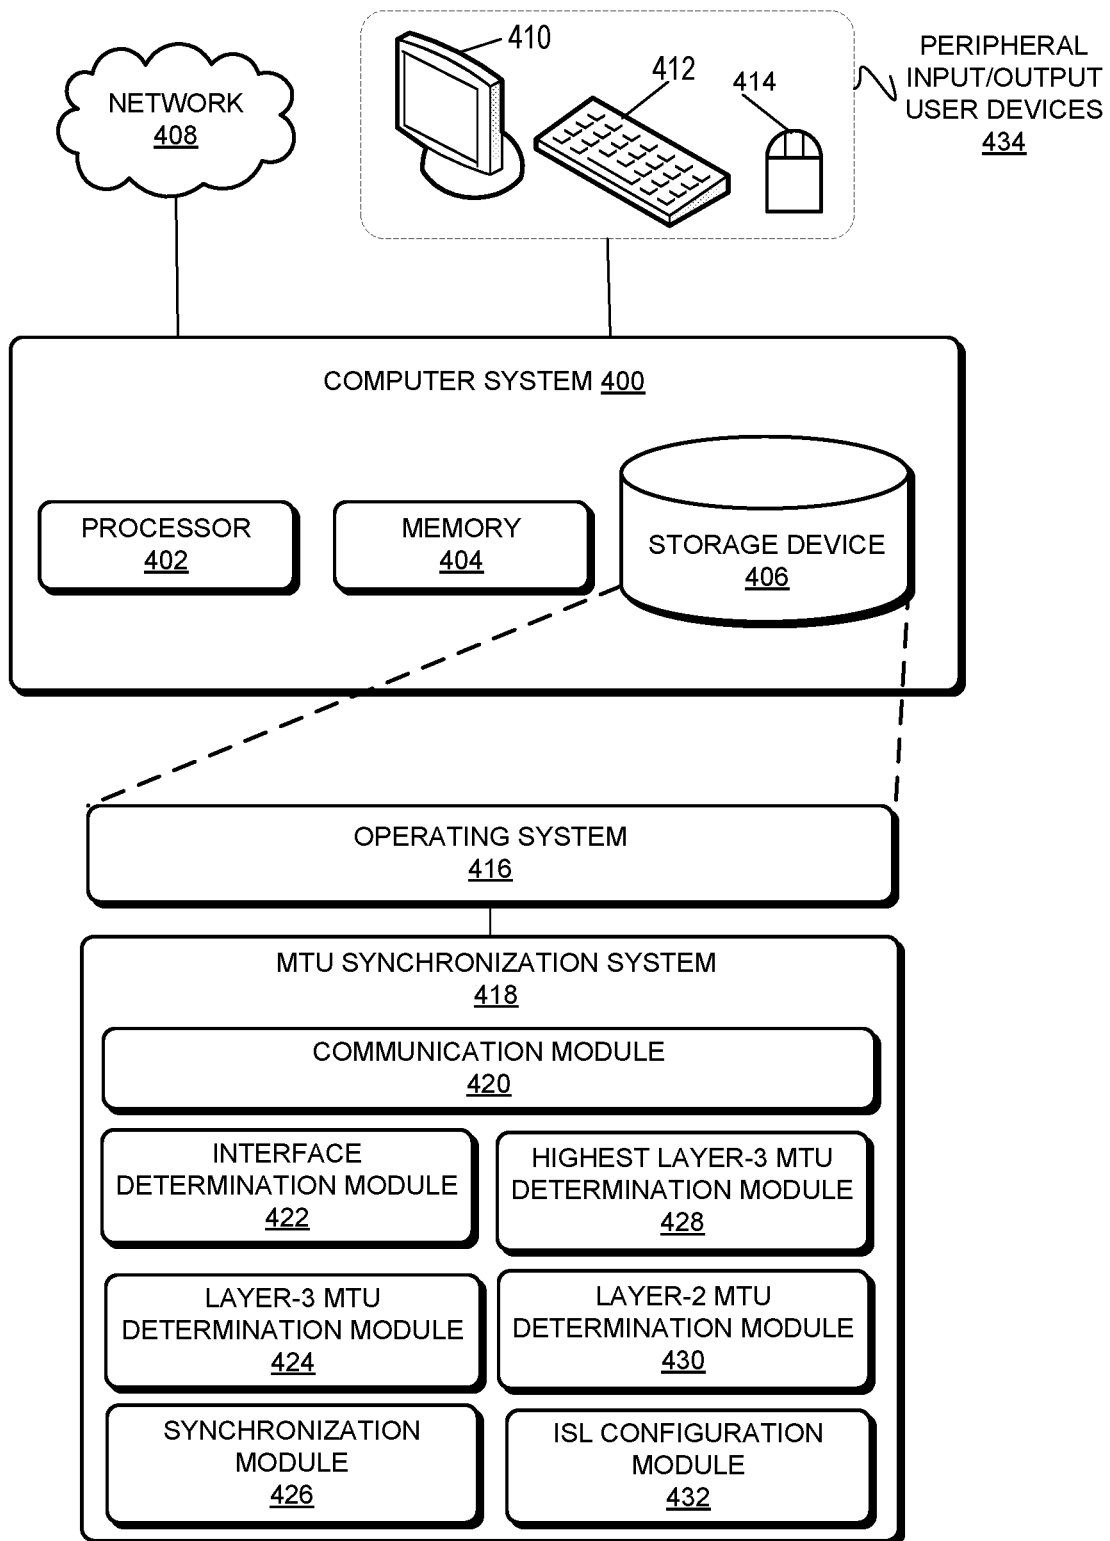 NETWORK
408
410
412
414
PERIPHERAL
INPUT/OUTPUT
USER DEVICES
434
COMPUTER SYSTEM 400
PROCESSOR
402
MEMORY
404
STORAGE DEVICE
406
OPERATING SYSTEM
416
MTU SYNCHRONIZATION SYSTEM
418
COMMUNICATION MODULE
420
INTERFACE
DETERMINATION MODULE
422
HIGHEST LAYER-3 MTU
DETERMINATION MODULE
428
LAYER-3 MTU
DETERMINATION MODULE
424
LAYER-2 MTU
DETERMINATION MODULE
430
SYNCHRONIZATION
MODULE
426
ISL CONFIGURATION
MODULE
432